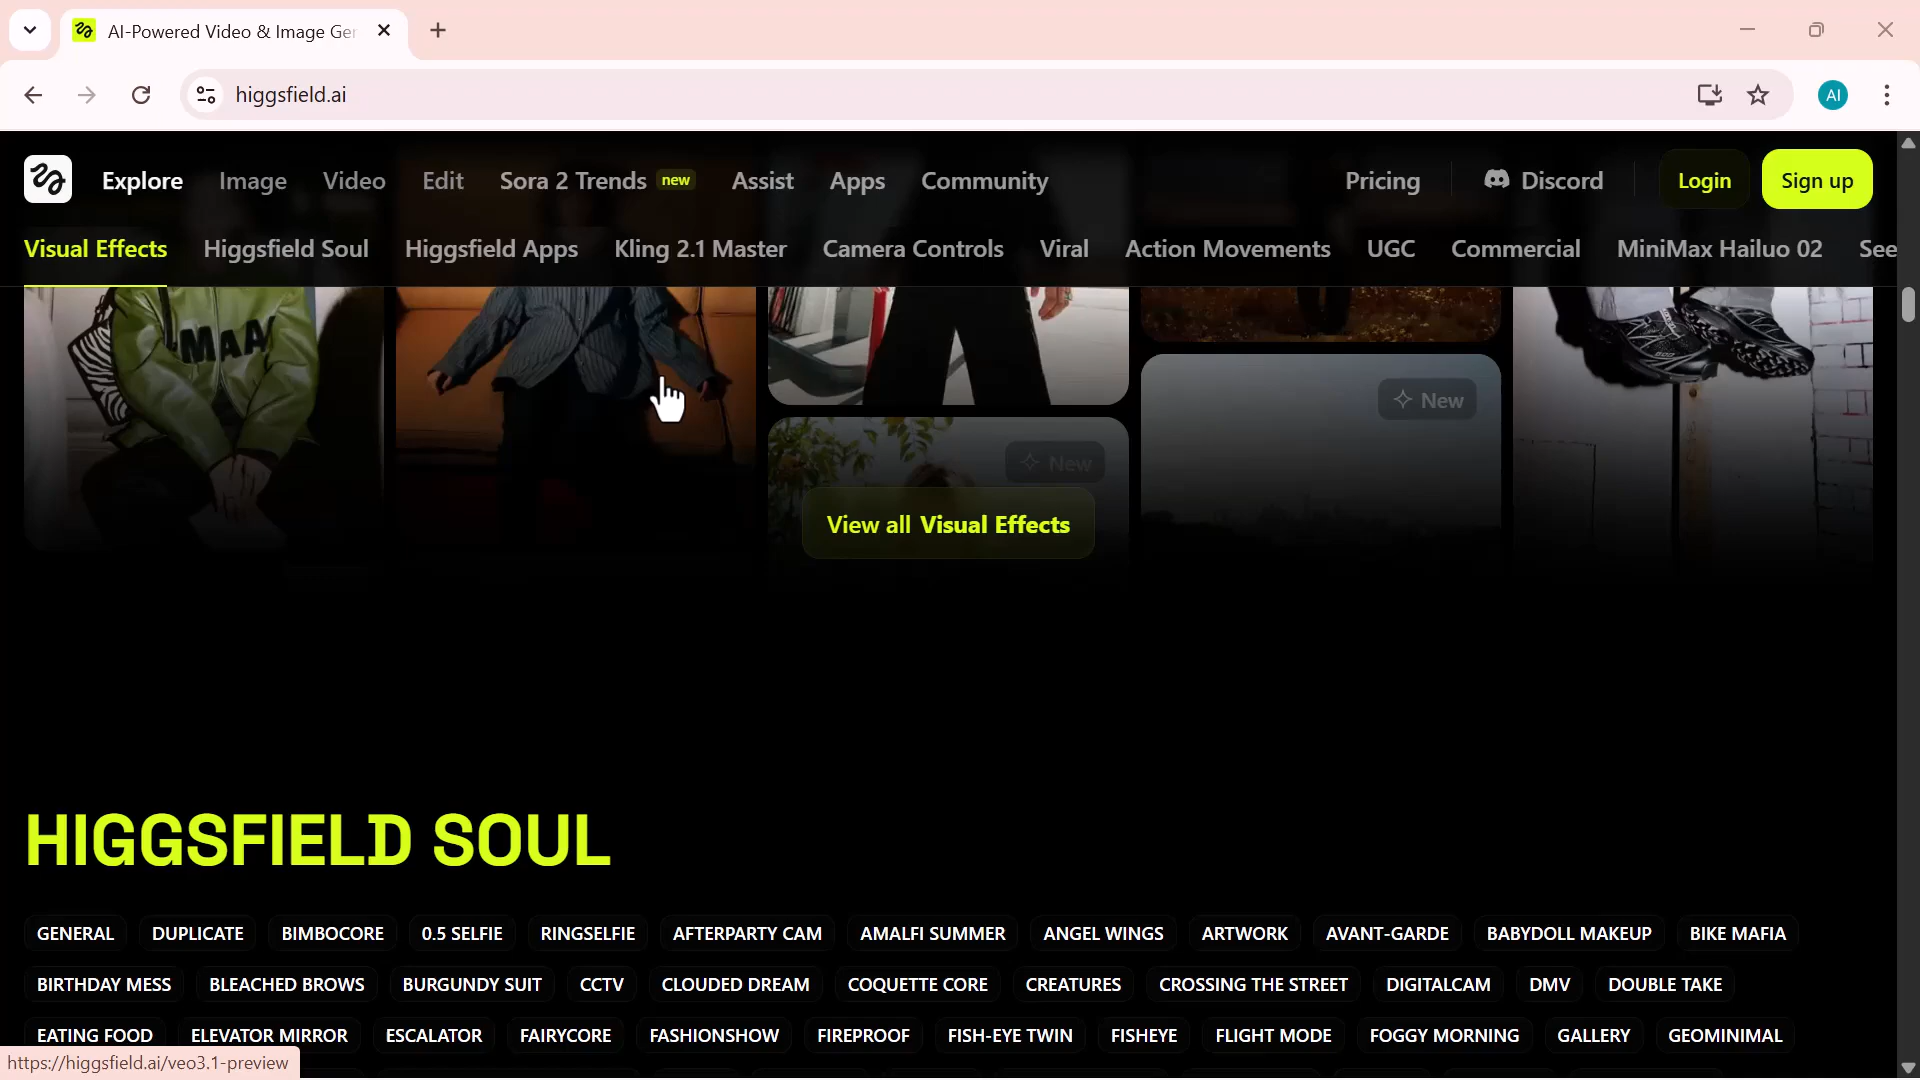 AI-Powered Video & Image Ge
higgsfield.ai
AI
Explore Image Video Edit Sora 2 Trends new Assist Apps Community Pricing Discord Login Sign up
Visual Effects Higgsfield Soul Higgsfield Apps Kling 2.1 Master Camera Controls Viral Action Movements UGC Commercial MiniMax Hailuo 02 See
MAA
New
New
View all Visual Effects
HIGGSFIELD SOUL
GENERAL DUPLICATE BIMBOCORE 0.5 SELFIE RINGSELFIE AFTERPARTY CAM AMALFI SUMMER ANGEL WINGS ARTWORK AVANT-GARDE BABYDOLL MAKEUP BIKE MAFIA
BIRTHDAY MESS BLEACHED BROWS BURGUNDY SUIT CCTV CLOUDED DREAM COQUETTE CORE CREATURES CROSSING THE STREET DIGITALCAM DMV DOUBLE TAKE
EATING FOOD ELEVATOR MIRROR ESCALATOR FAIRYCORE FASHIONSHOW FIREPROOF FISH-EYE TWIN FISHEYE FLIGHT MODE FOGGY MORNING GALLERY GEOMINIMAL
https://higgsfield.ai/veo3.1-preview